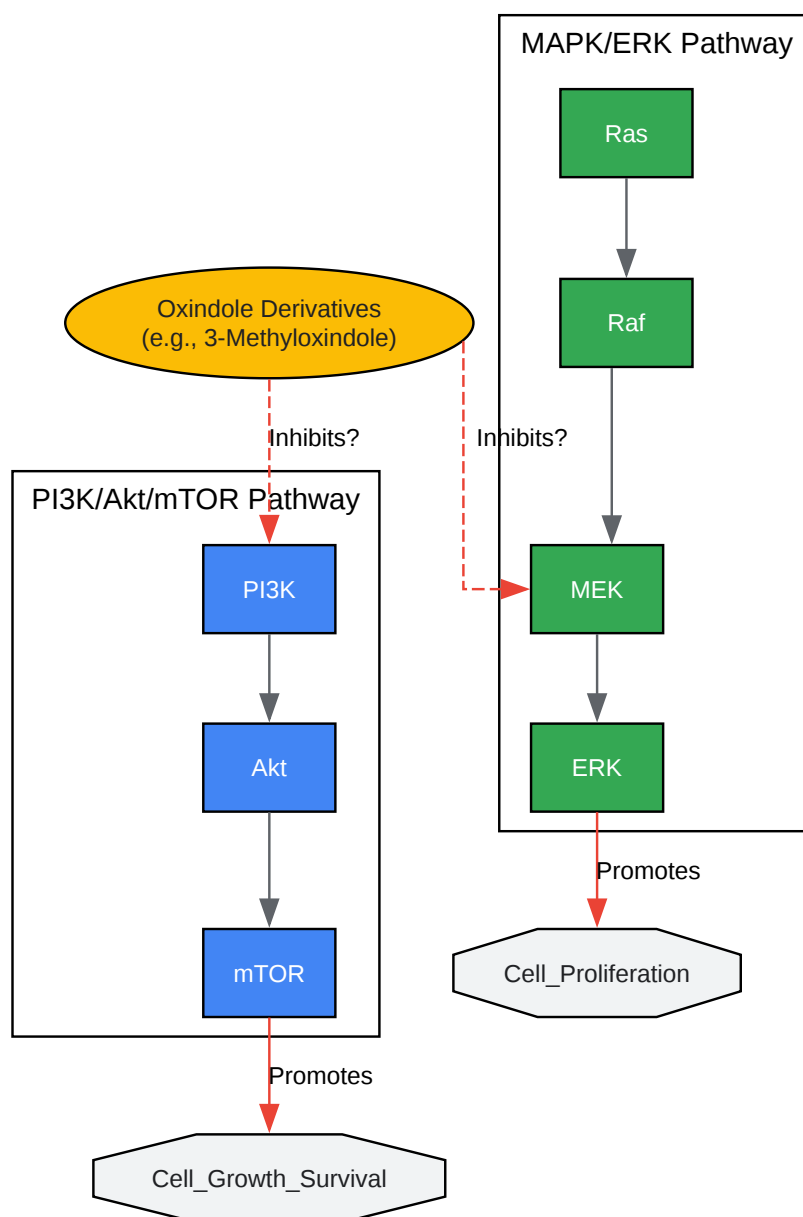 MAPK/ERK Pathway
Ras
Oxindole Derivatives
(e.g., 3-Methyloxindole)
Raf
Inhibits?
Inhibits?
PI3K/Akt/mTOR Pathway
PI3K
MEK
Akt
ERK
Promotes
mTOR
Cell_Proliferation
Promotes
Cell_Growth_Survival